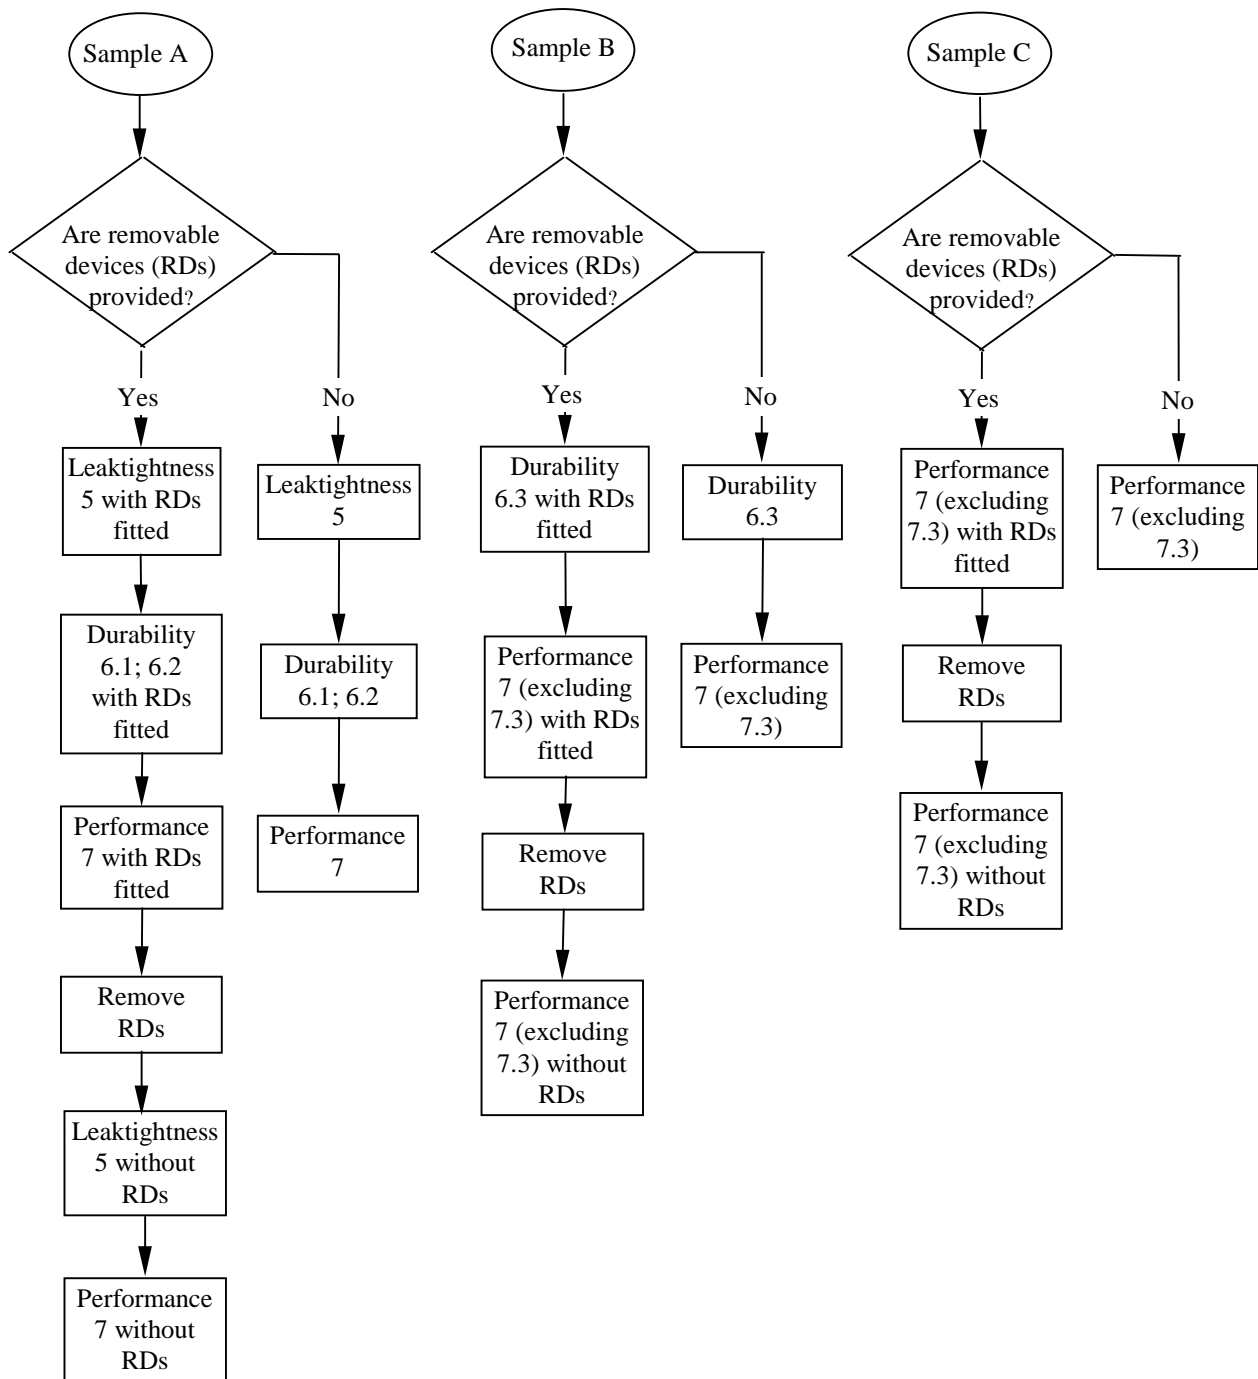 Sample A
Are removable
devices (RDs)
provided?
Yes
No
Leaktightness
5 with RDs
fitted
Durability
6.1; 6.2
with RDs
fitted
Performance
7 with RDs
fitted
Remove
RDs
Leaktightness
5 without
RDs
Performance
7 without
RDs
Leaktightness
5
Durability
6.1; 6.2
Performance
7
Sample B
Are removable
devices (RDs)
provided?
Yes
No
Durability
6.3 with RDs
fitted
Performance
7 (excluding
7.3) with RDs
fitted
Remove
RDs
Performance
7 (excluding
7.3) without
RDs
Durability
6.3
Performance
7 (excluding
7.3)
Sample C
Are removable
devices (RDs)
provided?
Yes
No
Performance
7 (excluding
7.3) with RDs
fitted
Remove
RDs
Performance
7 (excluding
7.3) without
RDs
Performance
7 (excluding
7.3)